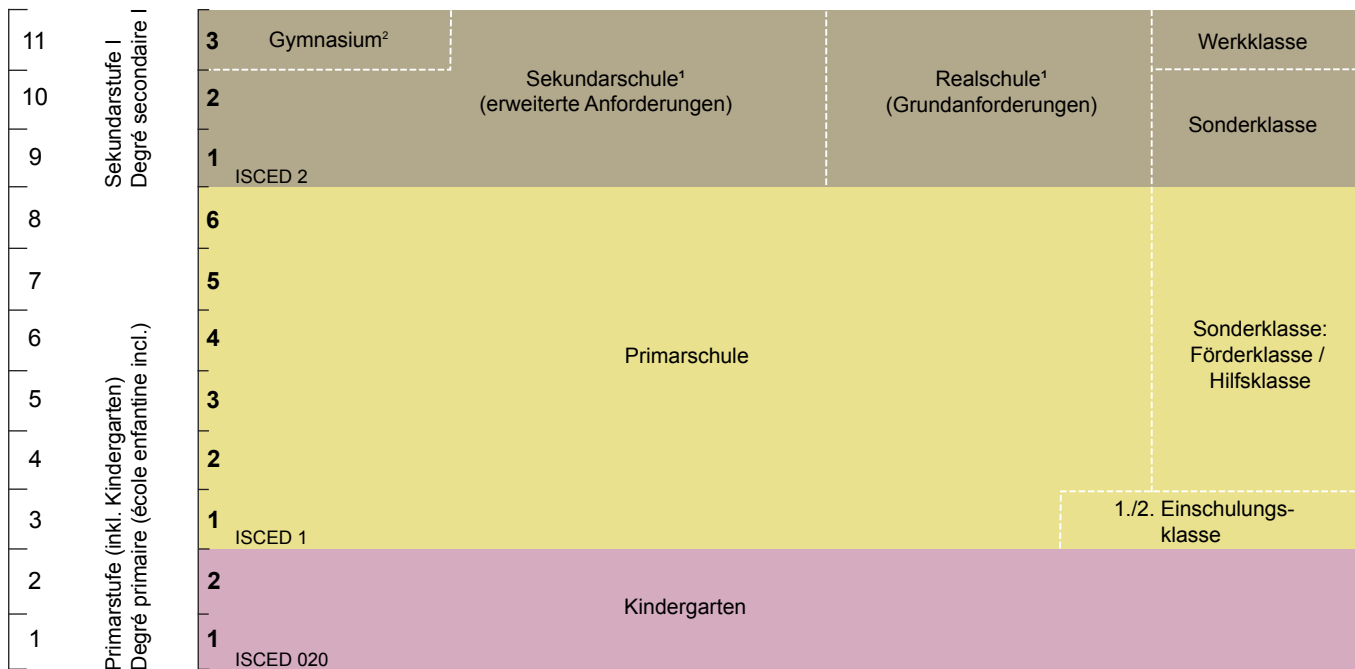 11
Sekundarstufe I
Degré secondaire I
3
Gymnasium²
Werkklasse
10
2
Sekundarschule¹
(erweiterte Anforderungen)
Realschule¹
(Grundanforderungen)
Sonderklasse
9
1
ISCED 2
8
6
7
5
6
4
Primarschule
Sonderklasse:
Förderklasse /
Hilfsklasse
5
3
4
2
3
1
ISCED 1
1./2. Einschulungs-
klasse
Primarstufe (inkl. Kindergarten)
Degré primaire (école enfantine incl.)
2
2
Kindergarten
1
1
ISCED 020